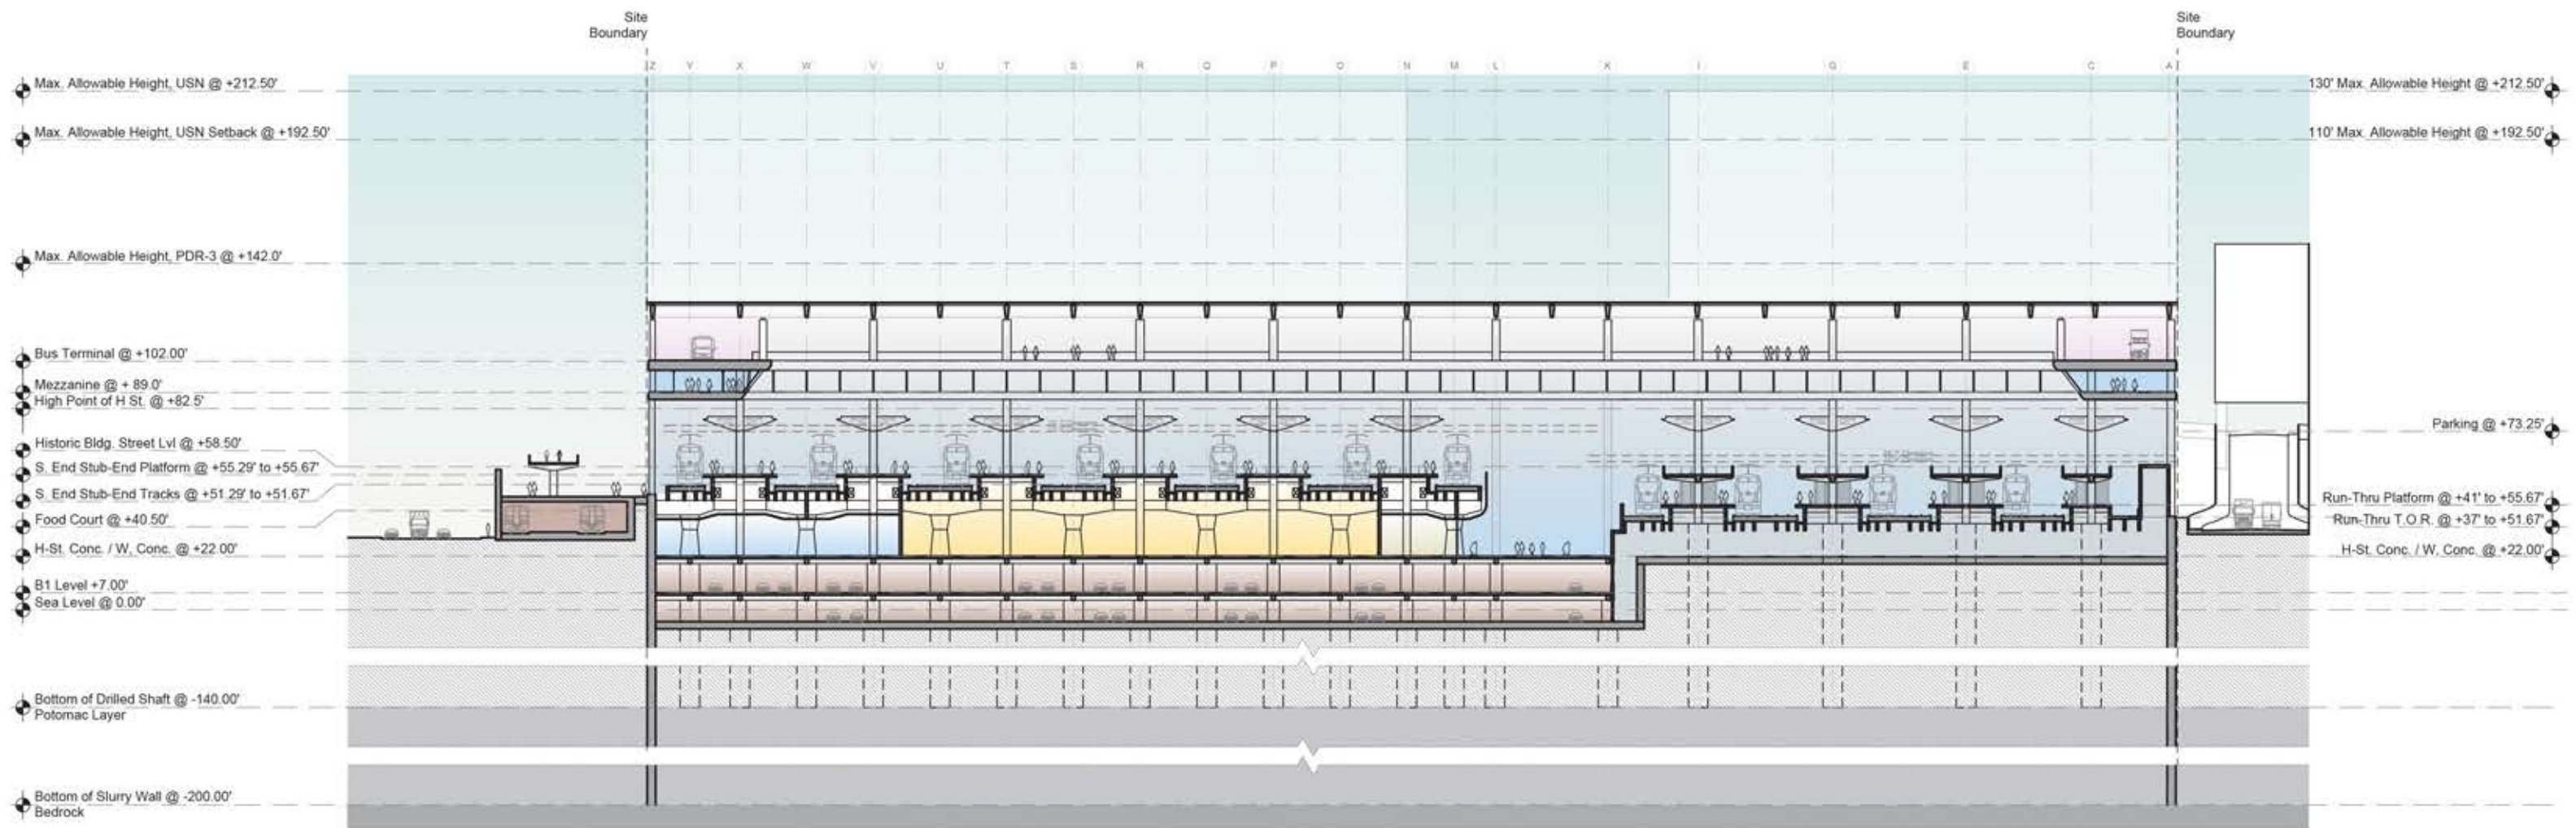 Site
Boundary
Site
Boundary
Z Y X W V U T S R Q P O N M L K I G E C A
Max. Allowable Height, USN @ +212.50'
Max. Allowable Height, USN Setback @ +192.50'
Max. Allowable Height, PDR-3 @ +142.0'
Bus Terminal @ +102.00'
Mezzanine @ + 89.0'
High Point of H St. @ +82.5'
Historic Bldg. Street Lvl @ +58.50'
S. End Stub-End Platform @ +55.29' to +55.67'
S. End Stub-End Tracks @ +51.29' to +51.67'
Food Court @ +40.50'
H-St. Conc. / W. Conc. @ +22.00'
B1 Level +7.00'
Sea Level @ 0.00'
Bottom of Drilled Shaft @ -140.00'
Potomac Layer
Bottom of Slurry Wall @ -200.00'
Bedrock
130' Max. Allowable Height @ +212.50'
110' Max. Allowable Height @ +192.50'
Parking @ +73.25'
Run-Thru Platform @ +41' to +55.67'
Run-Thru T.O.R. @ +37' to +51.67'
H-St. Conc. / W. Conc. @ +22.00'